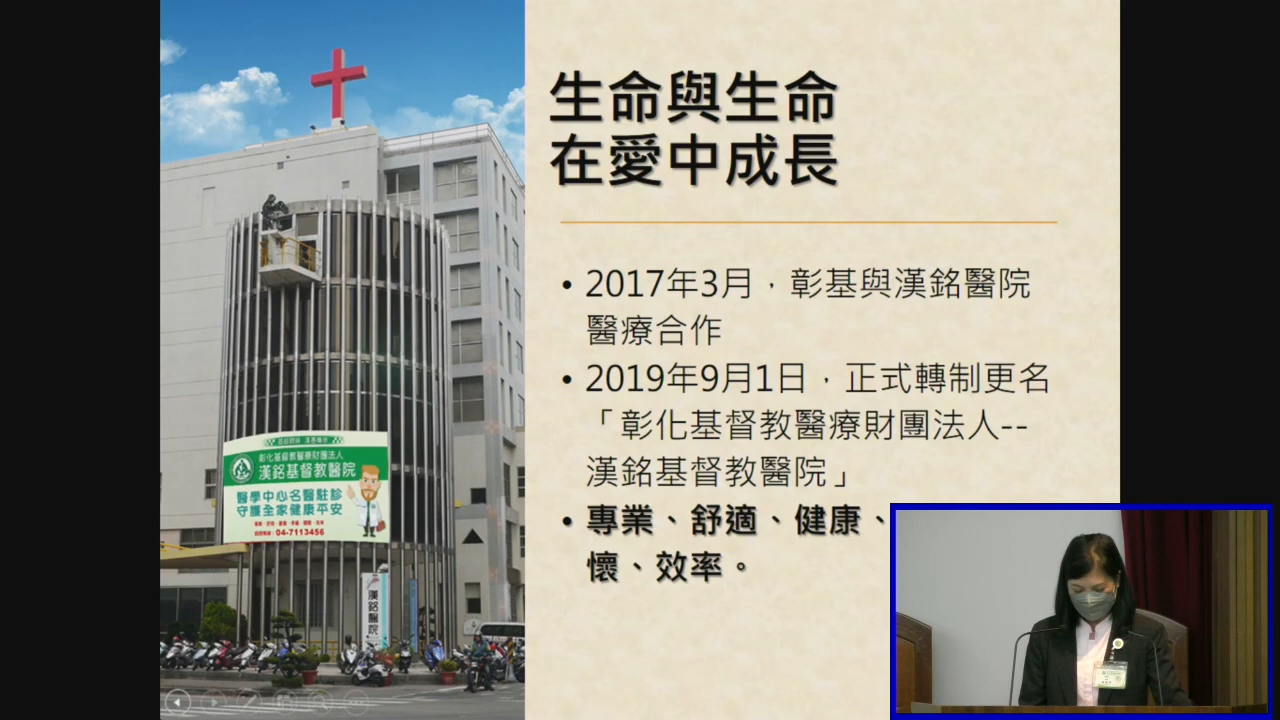 生命與生命
在愛中成長
• 2017年3月，彰基與漢銘醫院
醫療合作
• 2019年9月1日，正式轉制更名
「彰化基督教醫療財團法人--
漢銘基督教醫院」
• 專業、舒適、健康、
懷、效率。
彰化基督教醫療財團法人
漢銘基督教醫院
醫學中心名醫駐診
守護全家健康平安
04-7113456
漢銘醫院